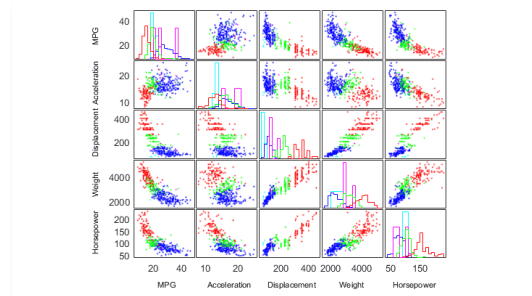 40
20
MPG
20
10
Acceleration
400
200
Displacement
4000
2000
Weight
200
150
100
50
Horsepower
20 40 10 20 200 400 2000 4000 50 150
MPG Acceleration Displacement Weight Horsepower